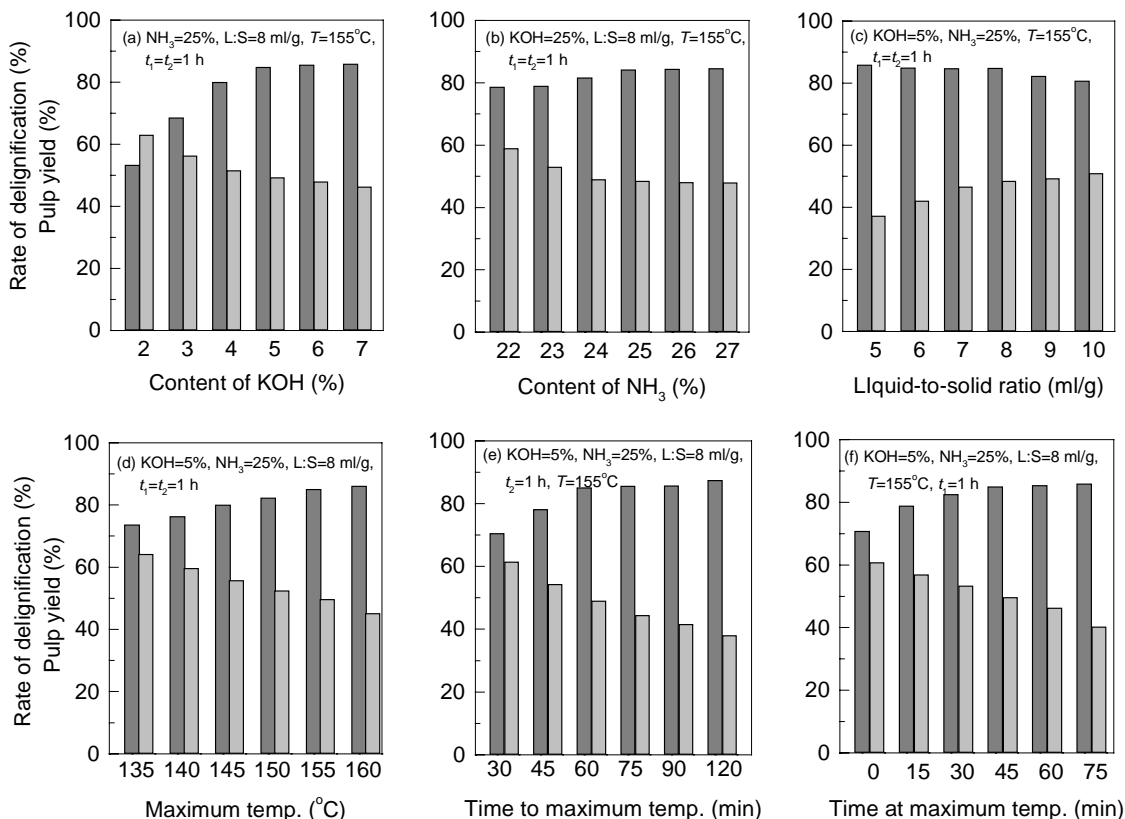 Rate of delignification (%)
Pulp yield (%)
(a) NH₃=25%, L:S=8 ml/g, T=155°C,
t₁=t₂=1 h
100
80
60
40
20
0
2 3 4 5 6 7
Content of KOH (%)
(b) KOH=25%, L:S=8 ml/g, T=155°C,
t₁=t₂=1 h
100
80
60
40
20
0
22 23 24 25 26 27
Content of NH₃ (%)
(c) KOH=5%, NH₃=25%, T=155°C,
t₁=t₂=1 h
100
80
60
40
20
0
5 6 7 8 9 10
LIquid-to-solid ratio (ml/g)
Rate of delignification (%)
Pulp yield (%)
(d) KOH=5%, NH₃=25%, L:S=8 ml/g,
t₁=t₂=1 h
100
80
60
40
20
0
135 140 145 150 155 160
Maximum temp. (°C)
(e) KOH=5%, NH₃=25%, L:S=8 ml/g,
t₂=1 h, T=155°C
100
80
60
40
20
0
30 45 60 75 90 120
Time to maximum temp. (min)
(f) KOH=5%, NH₃=25%, L:S=8 ml/g,
T=155°C, t₁=1 h
100
80
60
40
20
0
0 15 30 45 60 75
Time at maximum temp. (min)